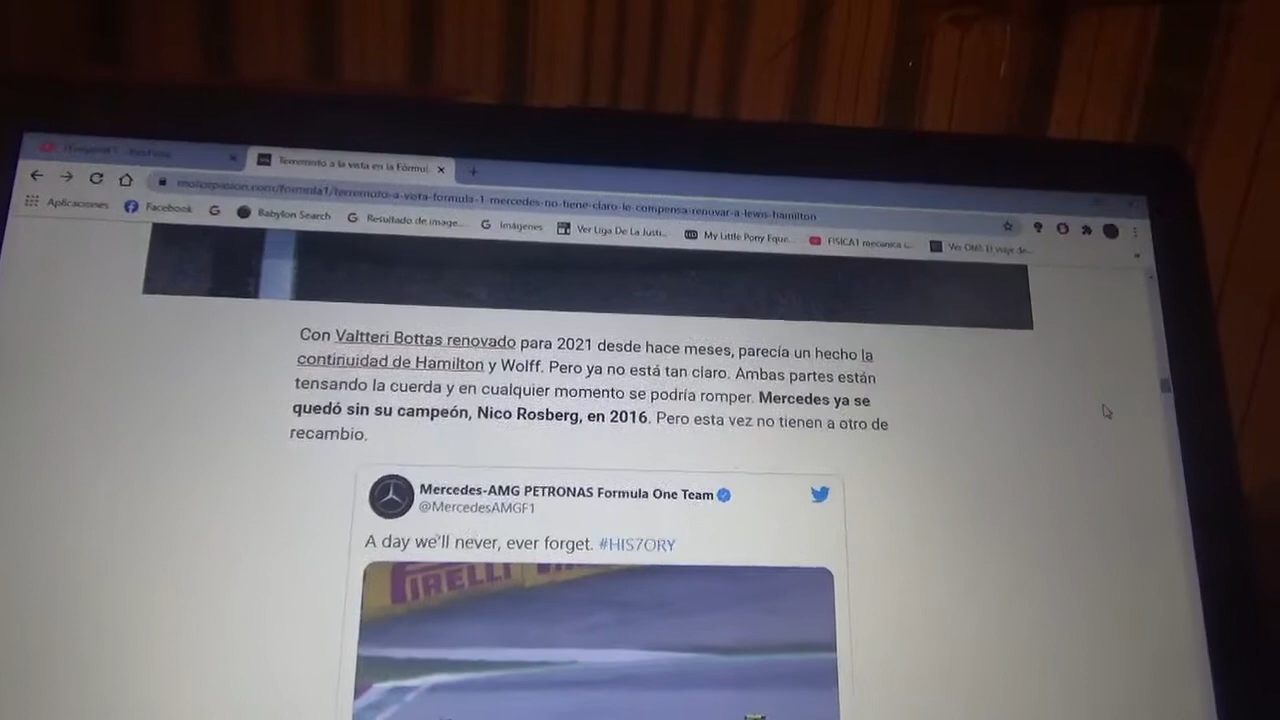 Terremoto a la vista en la Fórmul
motorpasion.com/formula1/terremoto-a-vista-formula-1-mercedes-no-tiene-claro-le-compensa-renovar-a-lewis-hamilton
Aplicaciones Facebook Babylon Search Resultado de image... Imágenes Ver Liga De La Justi... My Little Pony Eque... FISICA1 mecanica
Con Valtteri Bottas renovado para 2021 desde hace meses, parecía un hecho la
continuidad de Hamilton y Wolff. Pero ya no está tan claro. Ambas partes están
tensando la cuerda y en cualquier momento se podría romper. Mercedes ya se
quedó sin su campeón, Nico Rosberg, en 2016. Pero esta vez no tienen a otro de
recambio.
Mercedes-AMG PETRONAS Formula One Team
@MercedesAMGF1
A day we'll never, ever forget. #HIS7ORY
PIRELLI